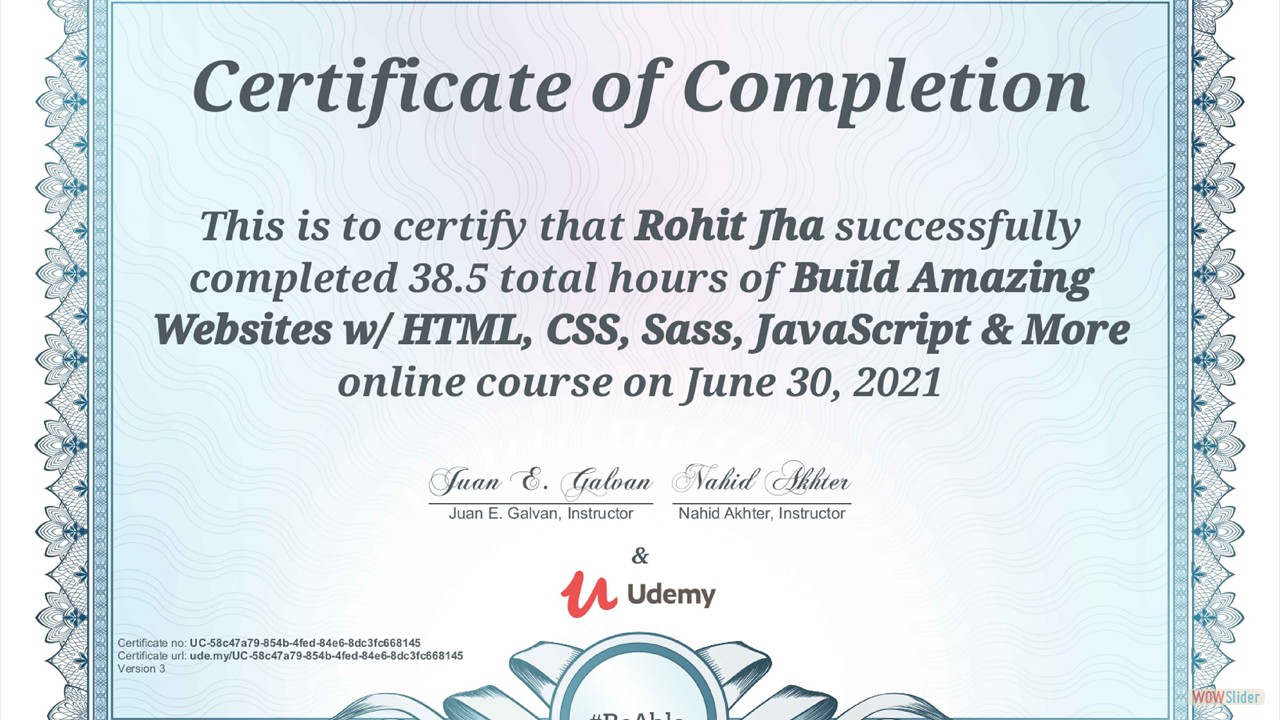 Certificate of Completion
This is to certify that Rohit Jha successfully
completed 38.5 total hours of Build Amazing
Websites w/ HTML, CSS, Sass, JavaScript & More
online course on June 30, 2021
Juan E. Galvan Nahid Akhter
Juan E. Galvan, Instructor Nahid Akhter, Instructor
&
Udemy
Certificate no: UC-58c47a79-854b-4fed-84e6-8dc3fc668145
Certificate url: ude.my/UC-58c47a79-854b-4fed-84e6-8dc3fc668145
Version 3
WOWSlider